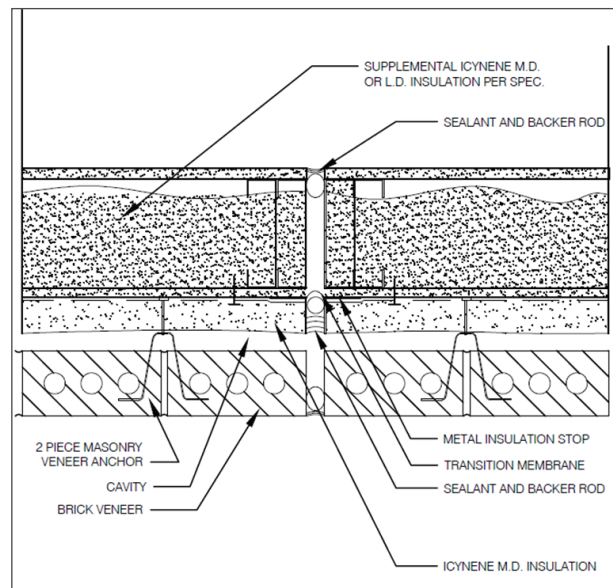 SUPPLEMENTAL ICYNENE M.D.
OR L.D. INSULATION PER SPEC.
SEALANT AND BACKER ROD
2 PIECE MASONRY
VENEER ANCHOR
CAVITY
BRICK VENEER
METAL INSULATION STOP
TRANSITION MEMBRANE
SEALANT AND BACKER ROD
ICYNENE M.D. INSULATION